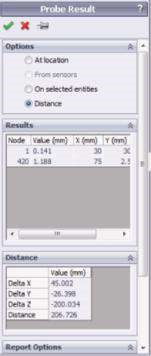 Probe Result ?
Options
At location
From sensors
On selected entities
Distance
Results
Node Value (mm) X (mm) Y (mm)
1 0.141 30 30
420 1.188 75 2.5
Distance
Value (mm)
Delta X 45.002
Delta Y -26.398
Delta Z -200.034
Distance 206.726
Report Options